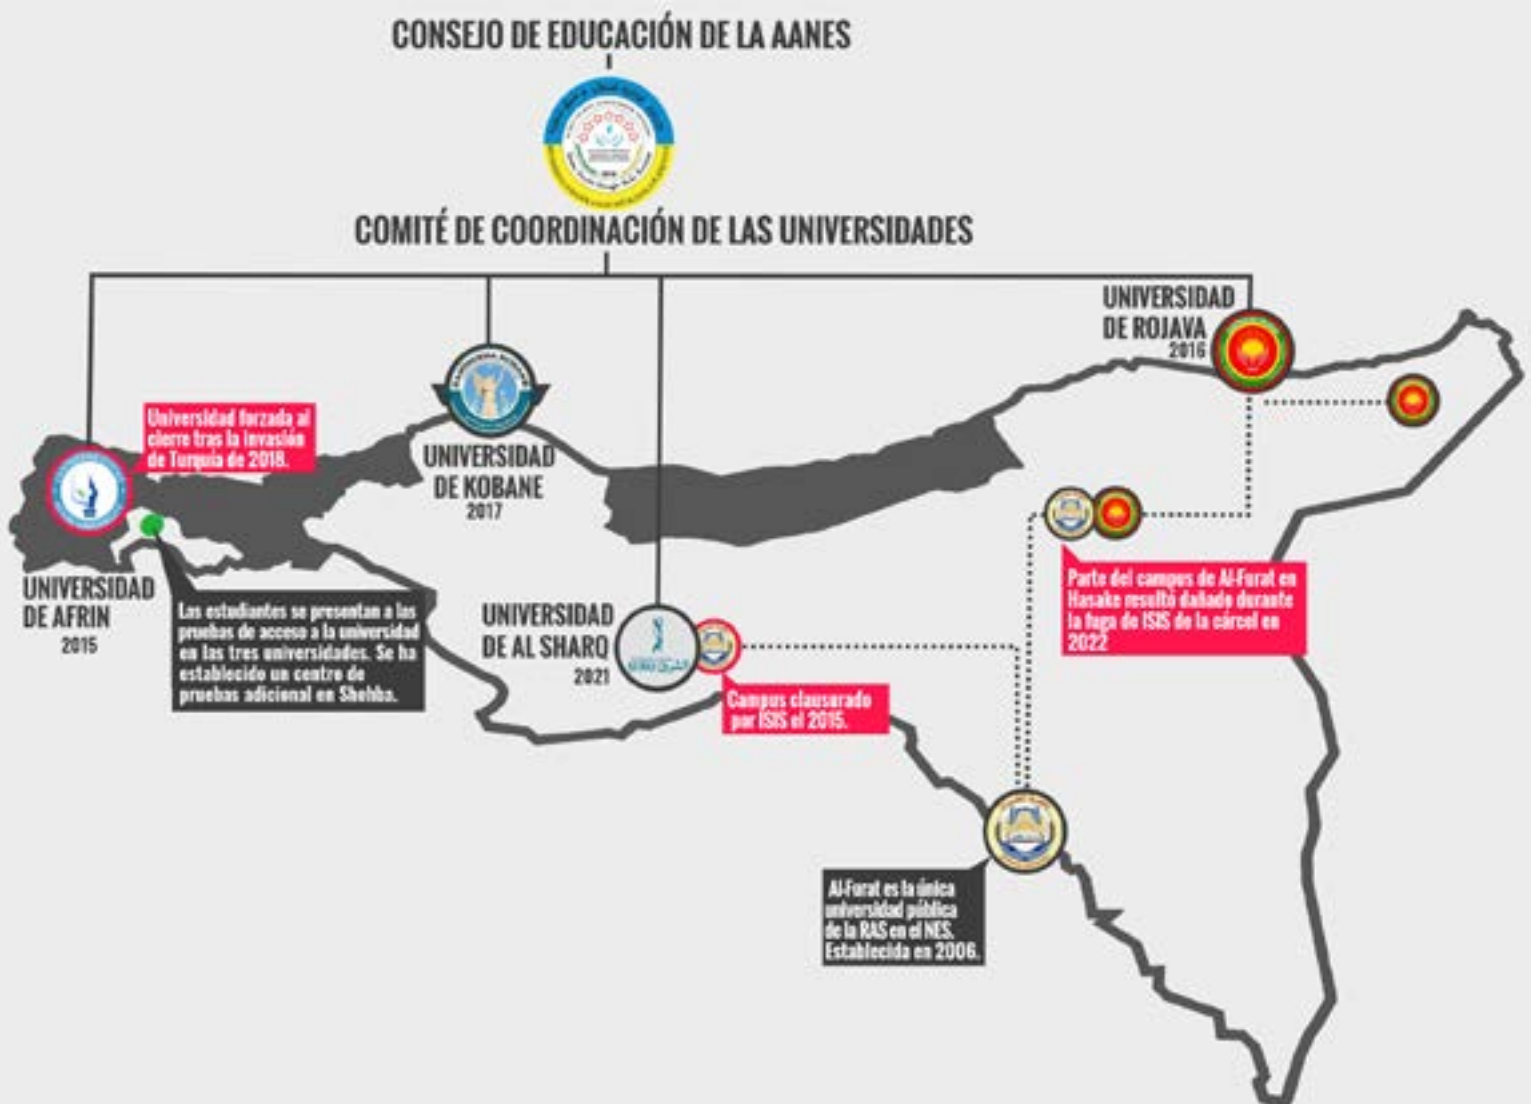 CONSEJO DE EDUCACIÓN DE LA AANES
COMITÉ DE COORDINACIÓN DE LAS UNIVERSIDADES
UNIVERSIDAD
DE ROJAVA
2016
Universidad forzada al
cierre tras la invasión
de Turquía de 2018.
UNIVERSIDAD
DE KOBANE
2017
UNIVERSIDAD
DE AFRIN
2015
Las estudiantes se presentan a las
pruebas de acceso a la universidad
en las tres universidades. Se ha
establecido un centro de
pruebas adicional en Shehba.
UNIVERSIDAD
DE AL SHARQ
2021
Campus clausurado
por ISIS el 2015.
Parte del campus de Al-Furat en
Hasake resultó dañado durante
la fuga de ISIS de la cárcel en
2022
Al-Furat es la única
universidad pública
de la RAS en el NES.
Establecida en 2006.